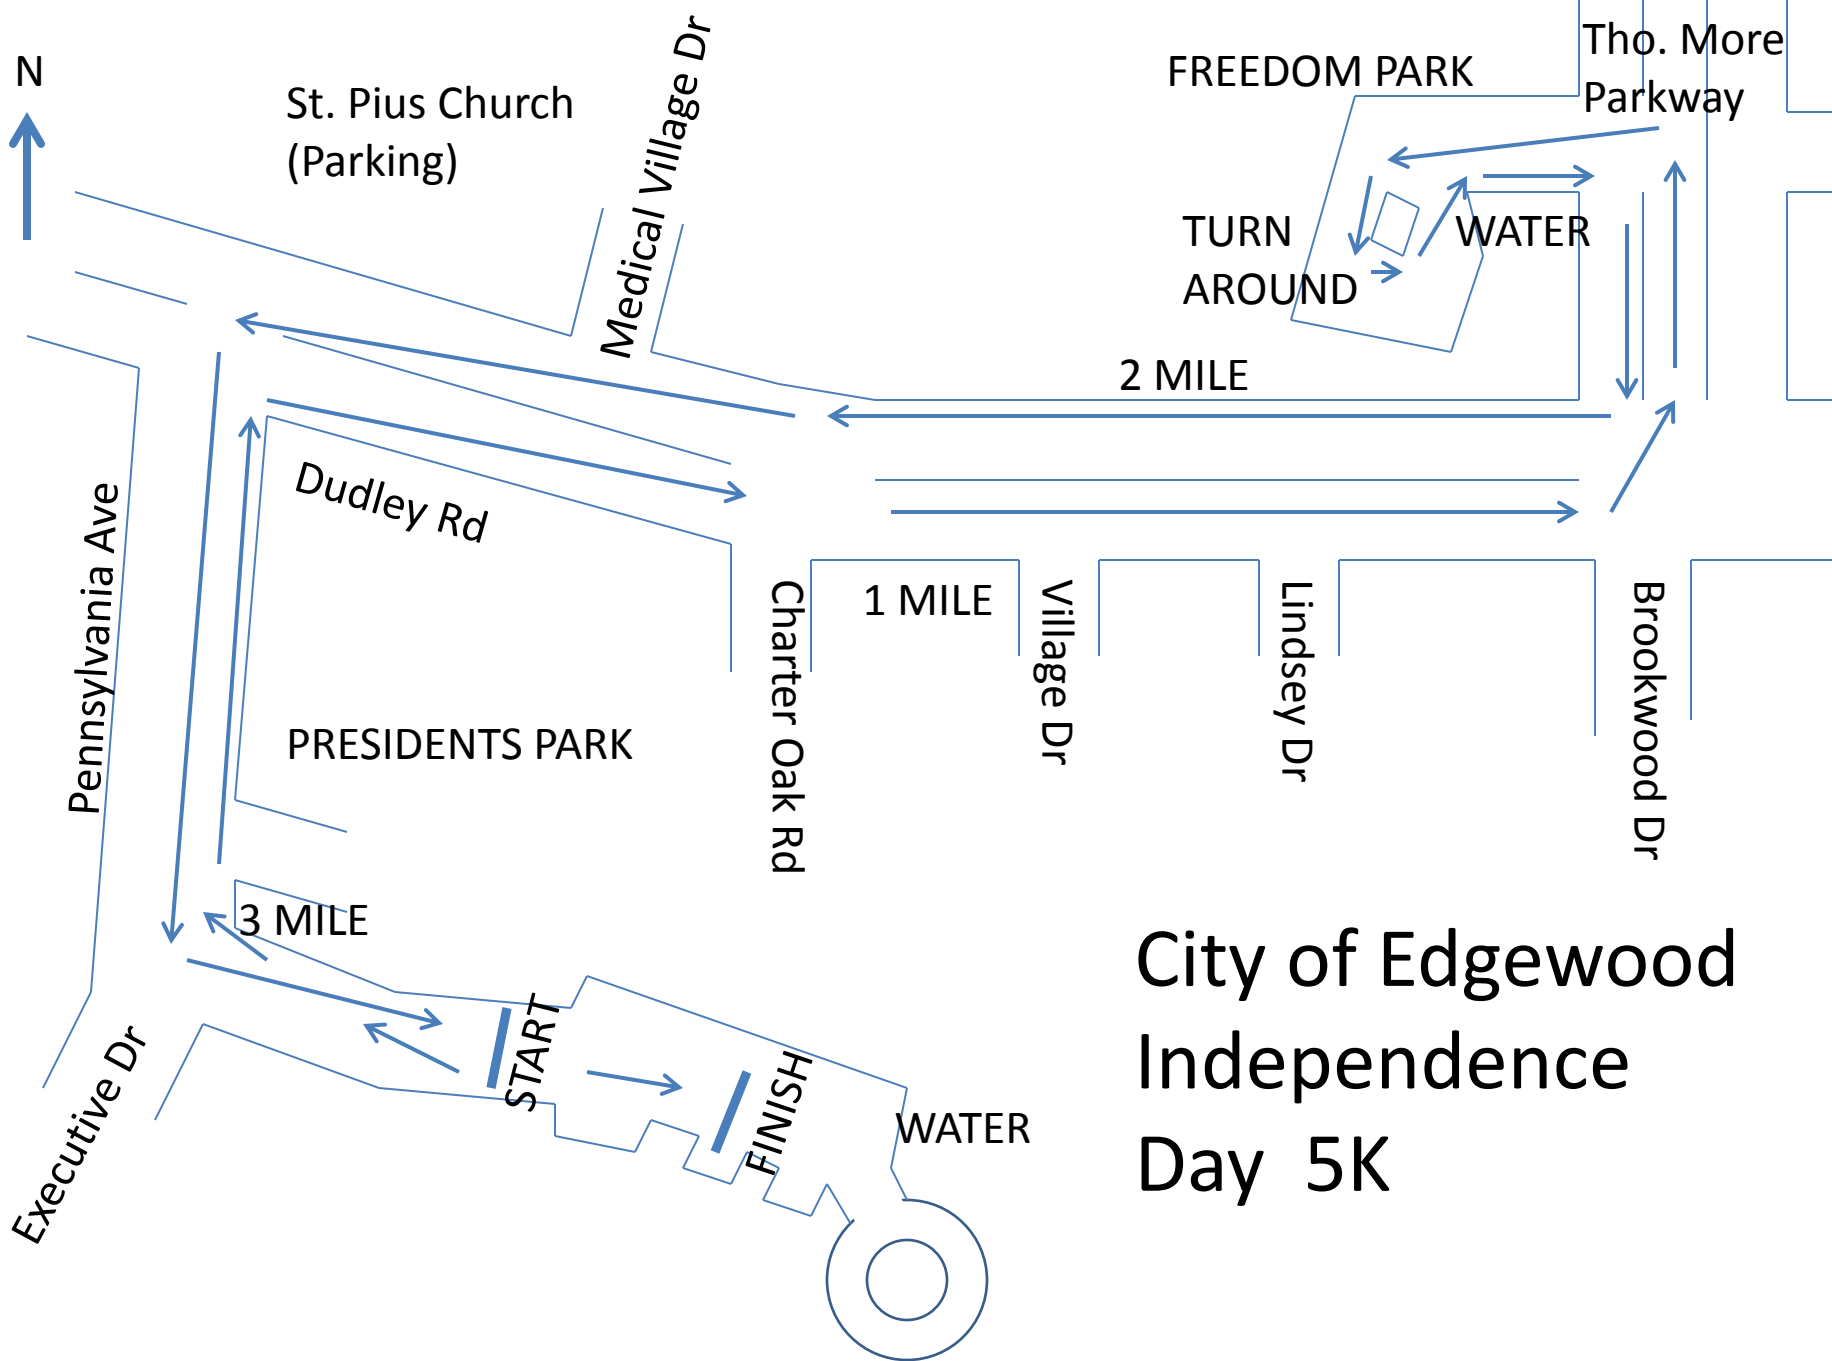 N
St. Pius Church
(Parking)
Medical Village Dr
FREEDOM PARK
Tho. More
Parkway
TURN
AROUND
WATER
2 MILE
Dudley Rd
Pennsylvania Ave
1 MILE
Charter Oak Rd
Village Dr
Lindsey Dr
Brookwood Dr
PRESIDENTS PARK
3 MILE
START
FINISH
WATER
Executive Dr
City of Edgewood
Independence
Day  5K